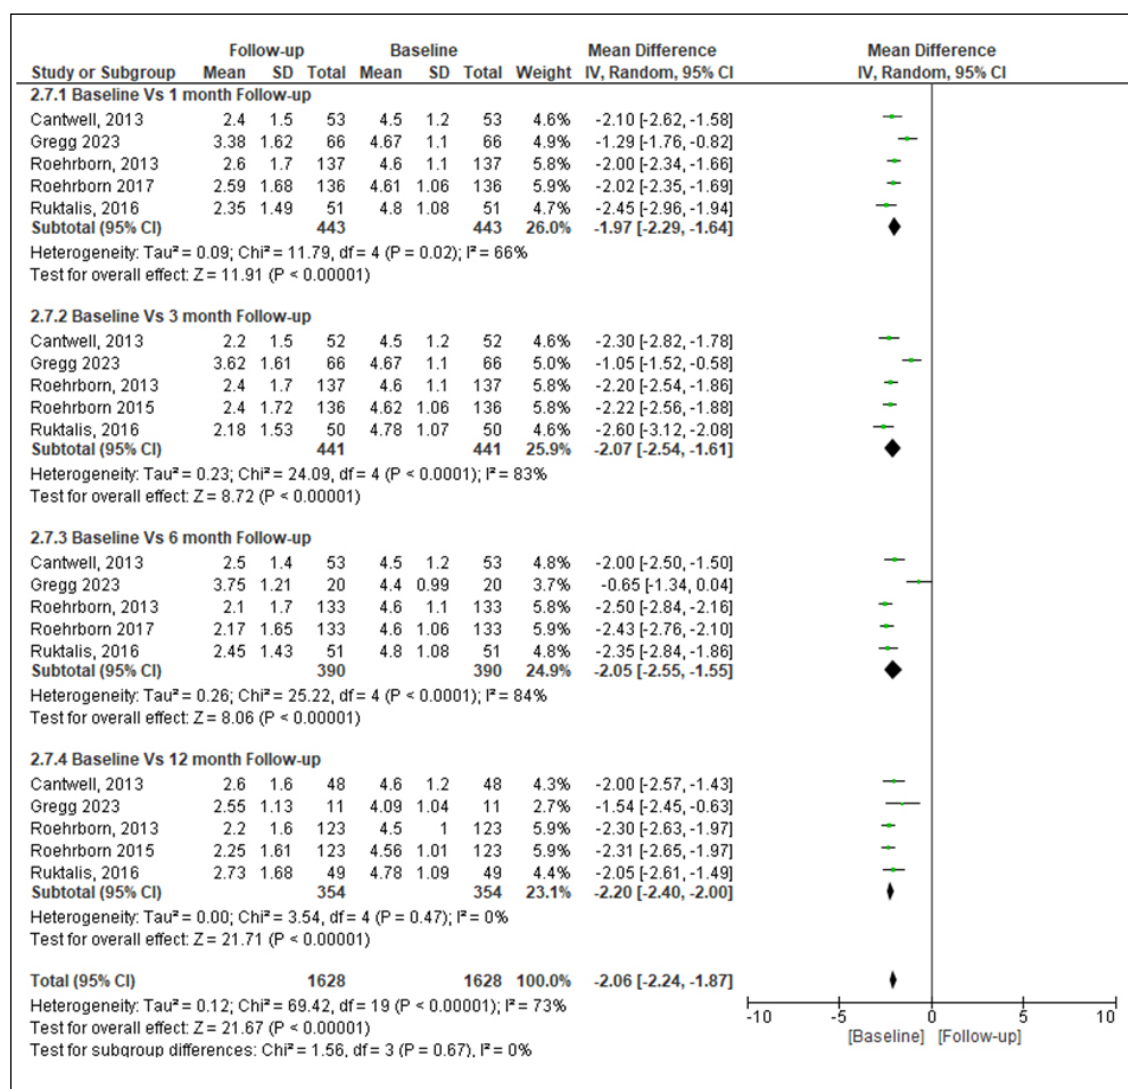 Follow-up Baseline Mean Difference Mean Difference
Study or Subgroup Mean SD Total Mean SD Total Weight IV, Random, 95% CI IV, Random, 95% CI
2.7.1 Baseline Vs 1 month Follow-up
Cantwell, 2013 2.4 1.5 53 4.5 1.2 53 4.6% -2.10 [-2.62, -1.58]
Gregg 2023 3.38 1.62 66 4.67 1.1 66 4.9% -1.29 [-1.76, -0.82]
Roehrborn, 2013 2.6 1.7 137 4.6 1.1 137 5.8% -2.00 [-2.34, -1.66]
Roehrborn 2017 2.59 1.68 136 4.61 1.06 136 5.9% -2.02 [-2.35, -1.69]
Ruktalis, 2016 2.35 1.49 51 4.8 1.08 51 4.7% -2.45 [-2.96, -1.94]
Subtotal (95% CI) 443 443 26.0% -1.97 [-2.29, -1.64]
Heterogeneity: Tau² = 0.09; Chi² = 11.79, df = 4 (P = 0.02); I² = 66%
Test for overall effect: Z = 11.91 (P < 0.00001)
2.7.2 Baseline Vs 3 month Follow-up
Cantwell, 2013 2.2 1.5 52 4.5 1.2 52 4.6% -2.30 [-2.82, -1.78]
Gregg 2023 3.62 1.61 66 4.67 1.1 66 5.0% -1.05 [-1.52, -0.58]
Roehrborn, 2013 2.4 1.7 137 4.6 1.1 137 5.8% -2.20 [-2.54, -1.86]
Roehrborn 2015 2.4 1.72 136 4.62 1.06 136 5.8% -2.22 [-2.56, -1.88]
Ruktalis, 2016 2.18 1.53 50 4.78 1.07 50 4.6% -2.60 [-3.12, -2.08]
Subtotal (95% CI) 441 441 25.9% -2.07 [-2.54, -1.61]
Heterogeneity: Tau² = 0.23; Chi² = 24.09, df = 4 (P < 0.0001); I² = 83%
Test for overall effect: Z = 8.72 (P < 0.00001)
2.7.3 Baseline Vs 6 month Follow-up
Cantwell, 2013 2.5 1.4 53 4.5 1.2 53 4.8% -2.00 [-2.50, -1.50]
Gregg 2023 3.75 1.21 20 4.4 0.99 20 3.7% -0.65 [-1.34, 0.04]
Roehrborn, 2013 2.1 1.7 133 4.6 1.1 133 5.8% -2.50 [-2.84, -2.16]
Roehrborn 2017 2.17 1.65 133 4.6 1.06 133 5.9% -2.43 [-2.76, -2.10]
Ruktalis, 2016 2.45 1.43 51 4.8 1.08 51 4.8% -2.35 [-2.84, -1.86]
Subtotal (95% CI) 390 390 24.9% -2.05 [-2.55, -1.55]
Heterogeneity: Tau² = 0.26; Chi² = 25.22, df = 4 (P < 0.0001); I² = 84%
Test for overall effect: Z = 8.06 (P < 0.00001)
2.7.4 Baseline Vs 12 month Follow-up
Cantwell, 2013 2.6 1.6 48 4.6 1.2 48 4.3% -2.00 [-2.57, -1.43]
Gregg 2023 2.55 1.13 11 4.09 1.04 11 2.7% -1.54 [-2.45, -0.63]
Roehrborn, 2013 2.2 1.6 123 4.5 1 123 5.9% -2.30 [-2.63, -1.97]
Roehrborn 2015 2.25 1.61 123 4.56 1.01 123 5.9% -2.31 [-2.65, -1.97]
Ruktalis, 2016 2.73 1.68 49 4.78 1.09 49 4.4% -2.05 [-2.61, -1.49]
Subtotal (95% CI) 354 354 23.1% -2.20 [-2.40, -2.00]
Heterogeneity: Tau² = 0.00; Chi² = 3.54, df = 4 (P = 0.47); I² = 0%
Test for overall effect: Z = 21.71 (P < 0.00001)
Total (95% CI) 1628 1628 100.0% -2.06 [-2.24, -1.87]
Heterogeneity: Tau² = 0.12; Chi² = 69.42, df = 19 (P < 0.00001); I² = 73%
Test for overall effect: Z = 21.67 (P < 0.00001)
Test for subgroup differences: Chi² = 1.56, df = 3 (P = 0.67), I² = 0%
-10 -5 0 5 10
[Baseline] [Follow-up]